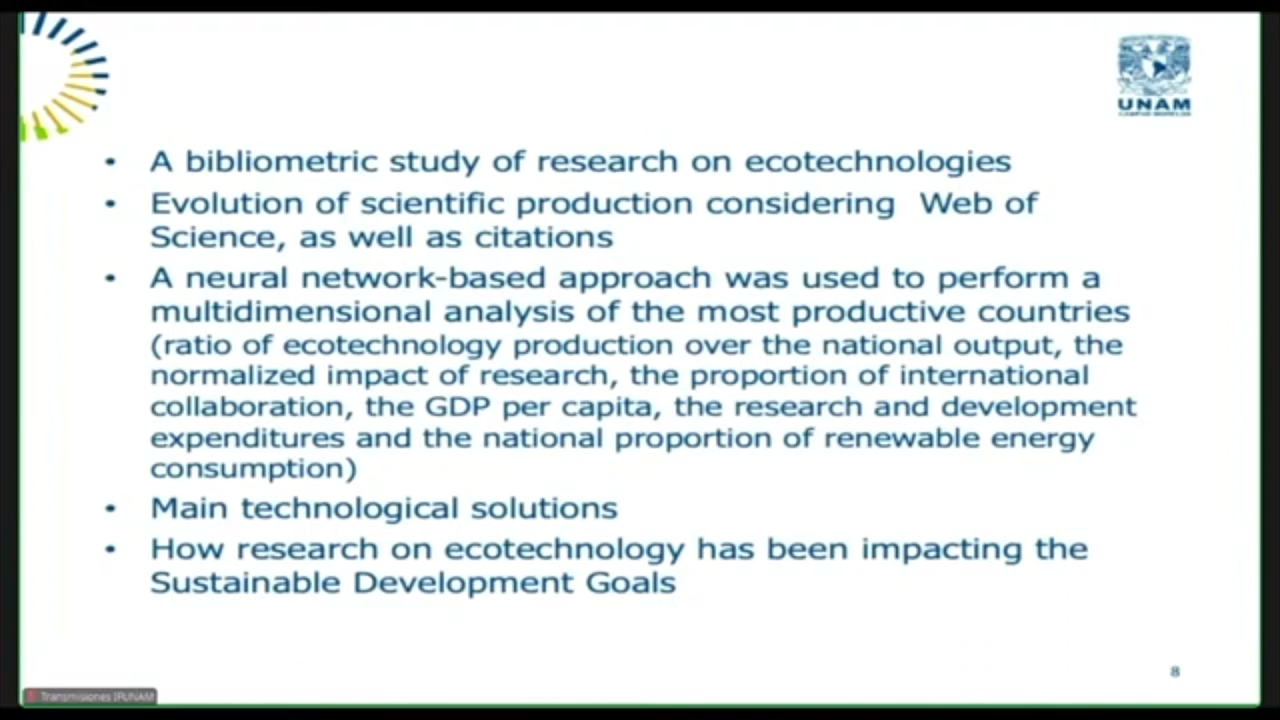 UNAM
• A bibliometric study of research on ecotechnologies
• Evolution of scientific production considering Web of
Science, as well as citations
• A neural network-based approach was used to perform a
multidimensional analysis of the most productive countries
(ratio of ecotechnology production over the national output, the
normalized impact of research, the proportion of international
collaboration, the GDP per capita, the research and development
expenditures and the national proportion of renewable energy
consumption)
• Main technological solutions
• How research on ecotechnology has been impacting the
Sustainable Development Goals
8
Transmisiones IRUNAM